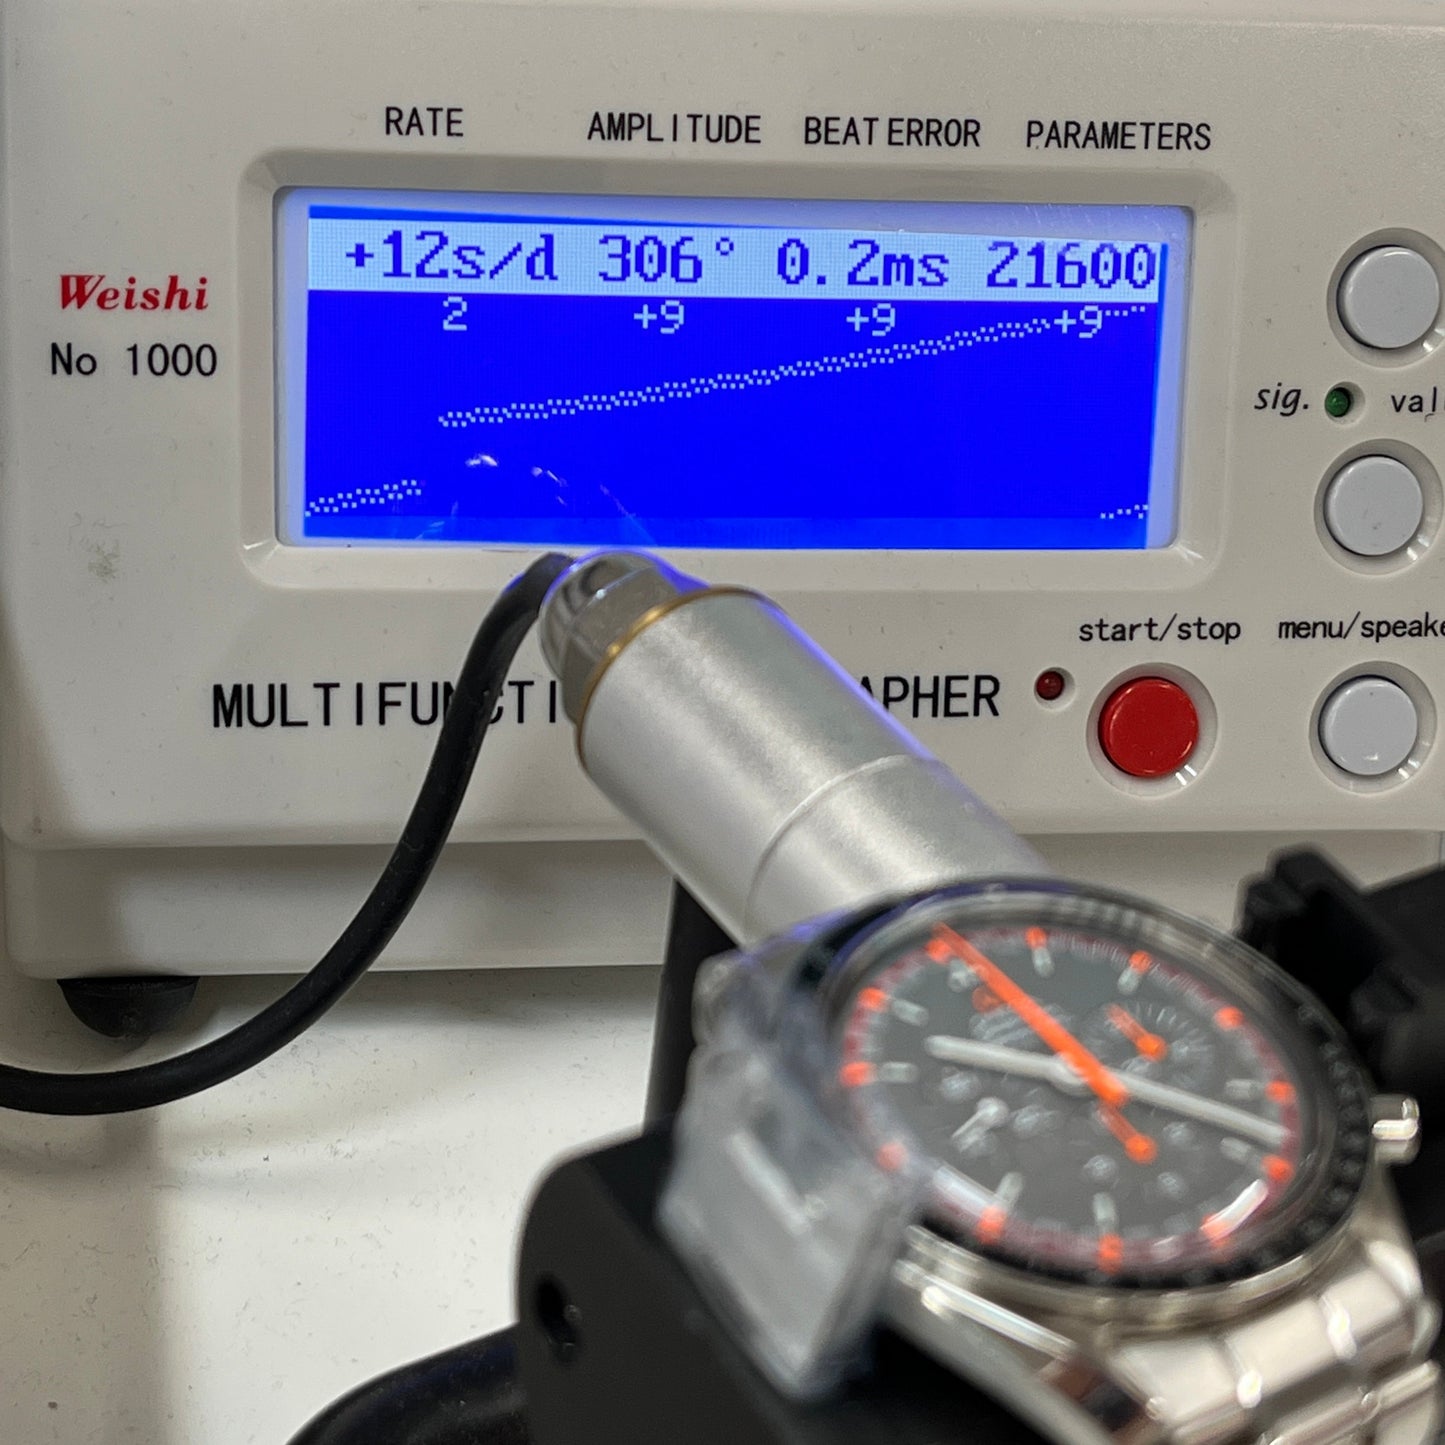 RATE AMPLITUDE BEAT ERROR PARAMETERS
+12s/d 306° 0.2ms 21600
2 +9 +9 +9
Weishi
No 1000
sig.
start/stop
APHER